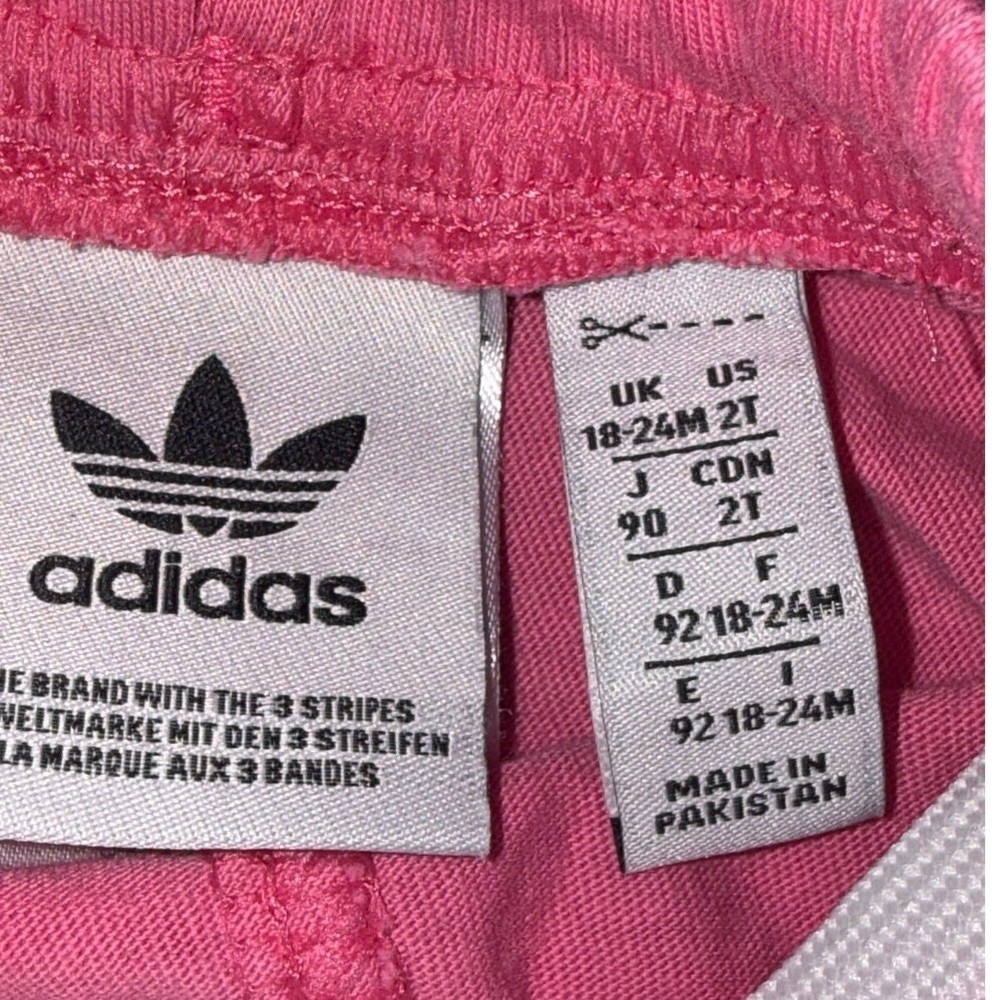 adidas
BRAND WITH THE 3 STRIPES
WELTMARKE MIT DEN 3 STREIFEN
LA MARQUE AUX 3 BANDES
UK US
18-24M 2T
J CDN
90 2T
D F
92 18-24M
E I
92 18-24M
MADE IN
PAKISTAN